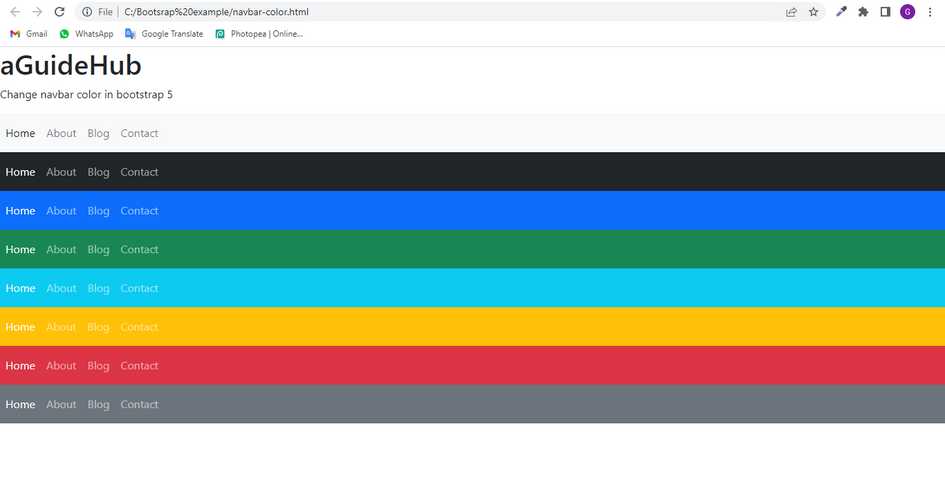 File | C:/Bootsrap%20example/navbar-color.html
G
Gmail WhatsApp Google Translate Photopea | Online...
aGuideHub
Change navbar color in bootstrap 5
Home About Blog Contact
Home About Blog Contact
Home About Blog Contact
Home About Blog Contact
Home About Blog Contact
Home About Blog Contact
Home About Blog Contact
Home About Blog Contact